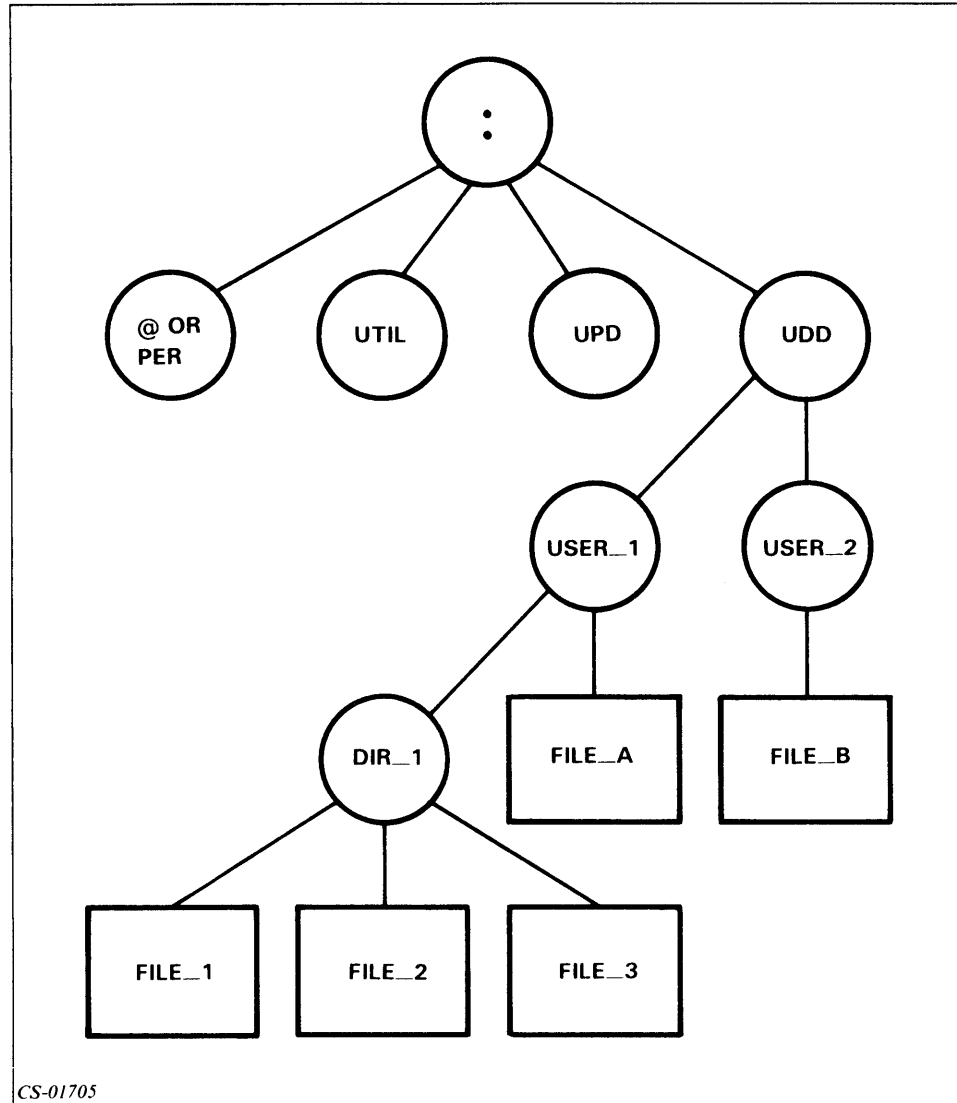 :
@ OR
PER
UTIL
UPD
UDD
USER_1
USER_2
DIR_1
FILE_A
FILE_B
FILE_1
FILE_2
FILE_3
CS-01705